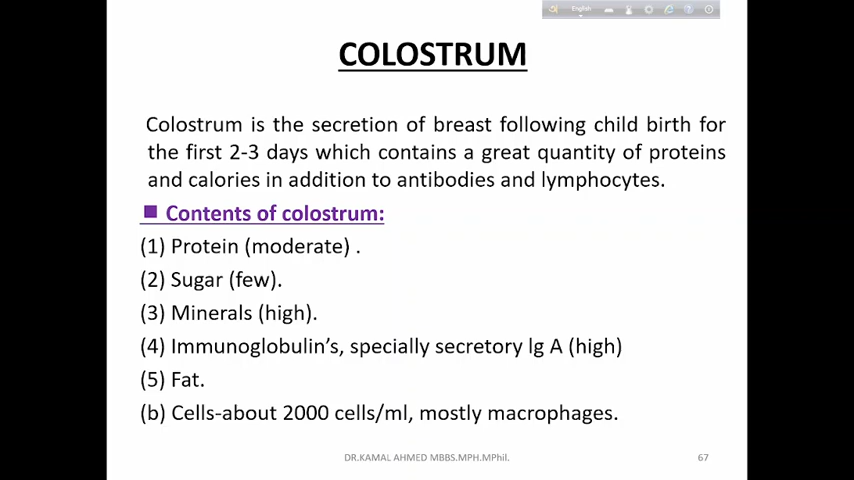 English
COLOSTRUM
Colostrum is the secretion of breast following child birth for
the first 2-3 days which contains a great quantity of proteins
and calories in addition to antibodies and lymphocytes.
■ Contents of colostrum:
(1) Protein (moderate) .
(2) Sugar (few).
(3) Minerals (high).
(4) Immunoglobulin's, specially secretory lg A (high)
(5) Fat.
(b) Cells-about 2000 cells/ml, mostly macrophages.
DR.KAMAL AHMED MBBS.MPH.MPhil.
67